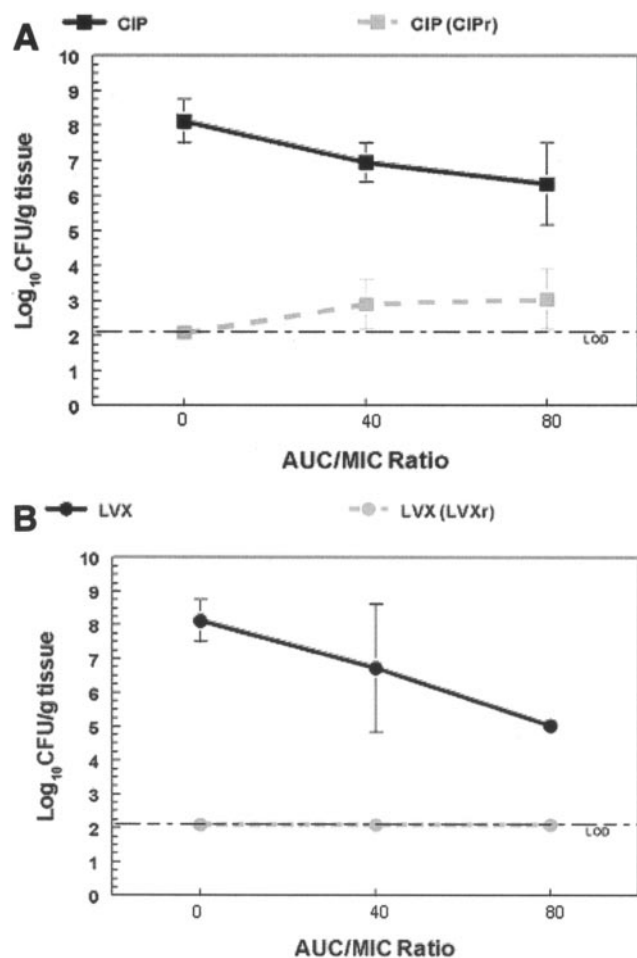 A
CIP
CIP (CIPr)
Log10CFU/g tissue
10
9
8
7
6
5
4
3
2
1
0
LOD
0
40
80
AUC/MIC Ratio
B
LVX
LVX (LVXr)
Log10CFU/g tissue
10
9
8
7
6
5
4
3
2
1
0
LOD
0
40
80
AUC/MIC Ratio